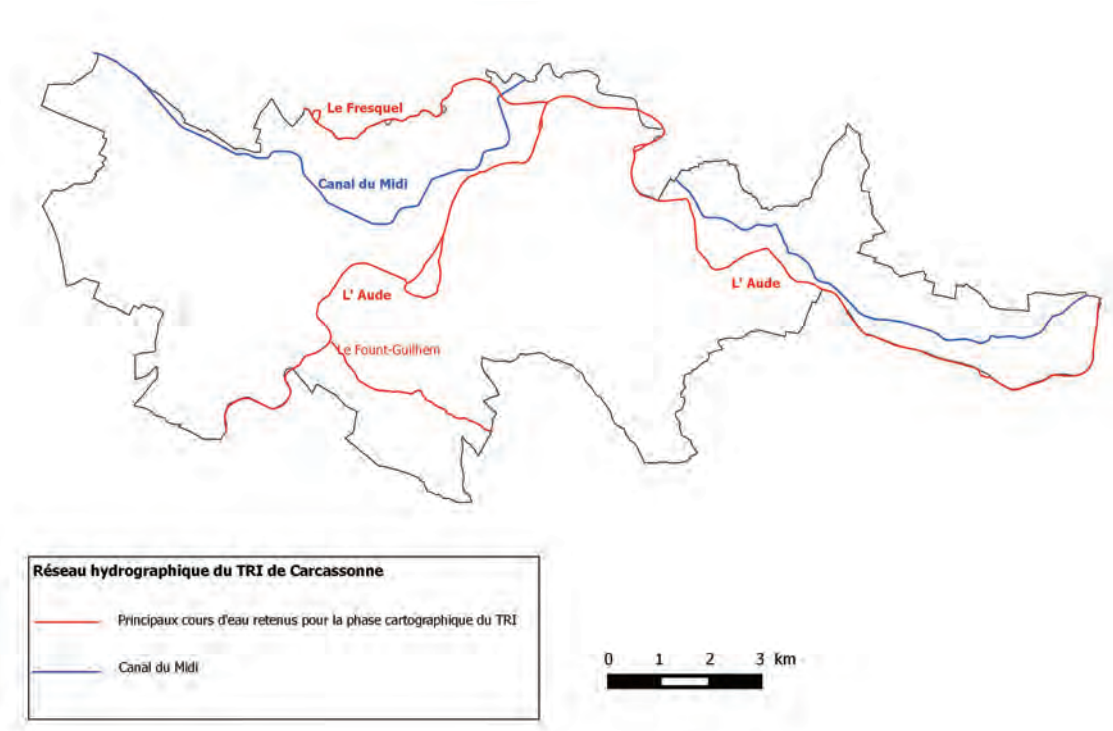 Le Fresquel
Canal du Midi
L' Aude
L' Aude
Le Fount-Guilhem
Réseau hydrographique du TRI de Carcassonne
Principaux cours d'eau retenus pour la phase cartographique du TRI
Canal du Midi
0 1 2 3 km